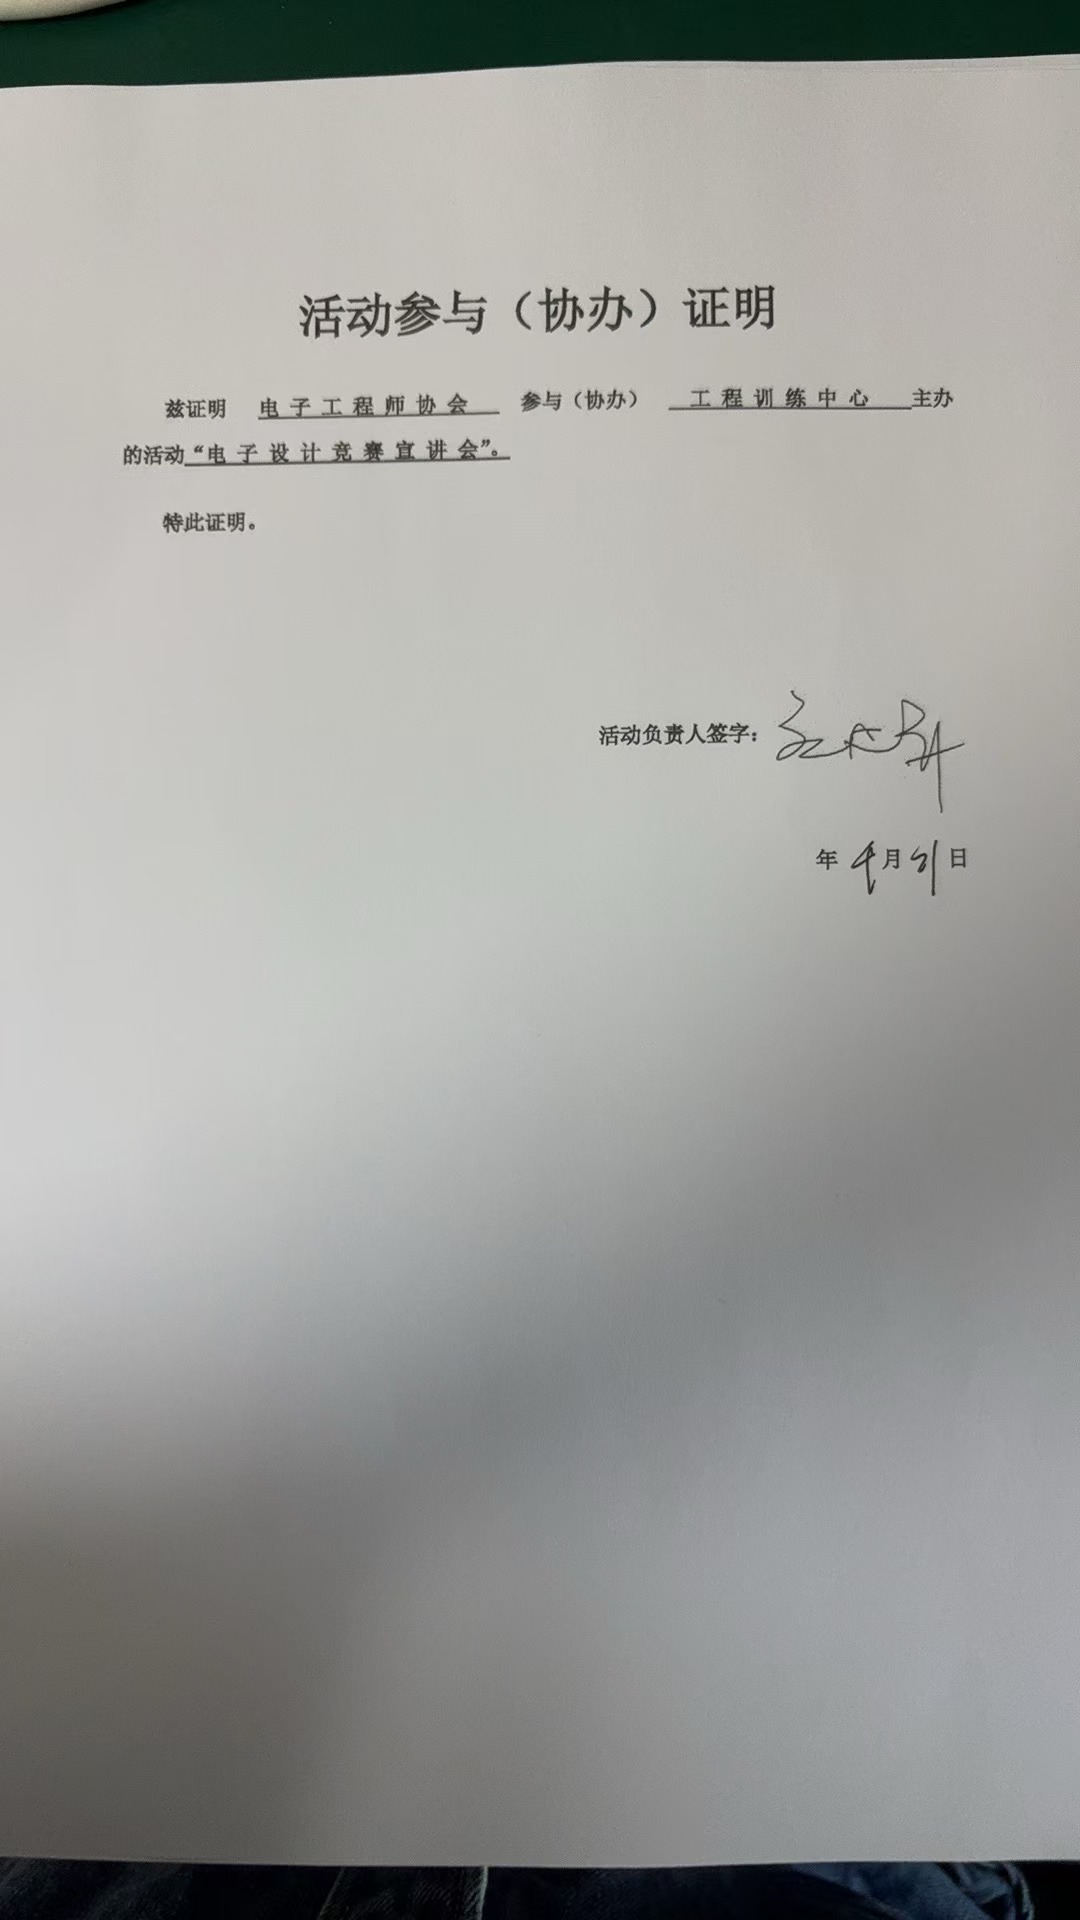 活动参与（协办）证明
兹证明 电子工程师协会 参与（协办） 工程训练中心 主办
的活动“电子设计竞赛宣讲会”。
特此证明。
活动负责人签字：
年 4月21日